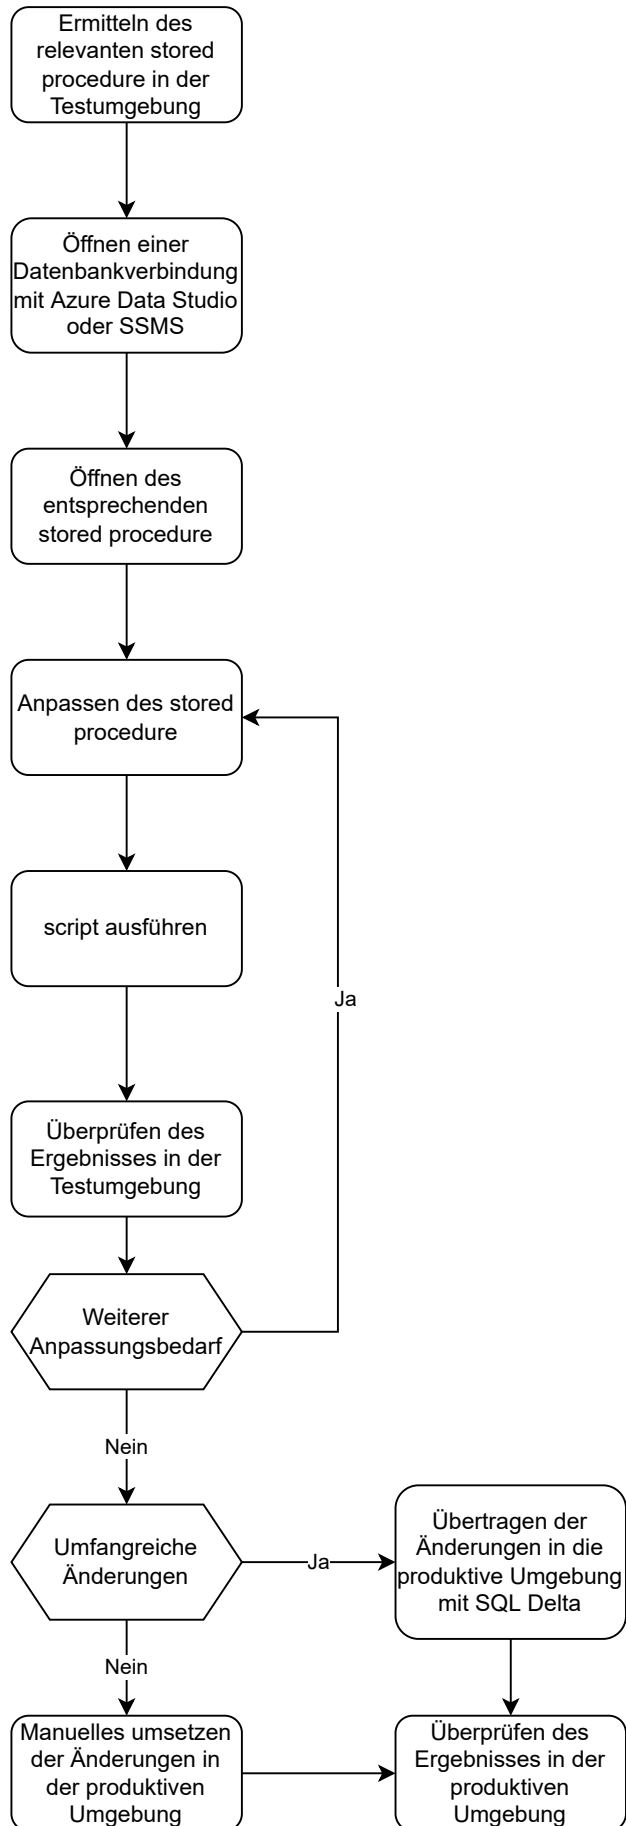 Ermitteln des
relevanten stored
procedure in der
Testumgebung
Öffnen einer
Datenbankverbindung
mit Azure Data Studio
oder SSMS
Öffnen des
entsprechenden
stored procedure
Anpassen des stored
procedure
script ausführen
Ja
Überprüfen des
Ergebnisses in der
Testumgebung
Weiterer
Anpassungsbedarf
Nein
Umfangreiche
Änderungen
Ja
Übertragen der
Änderungen in die
produktive Umgebung
mit SQL Delta
Nein
Manuelles umsetzen
der Änderungen in
der produktiven
Umgebung
Überprüfen des
Ergebnisses in der
produktiven
Umgebung